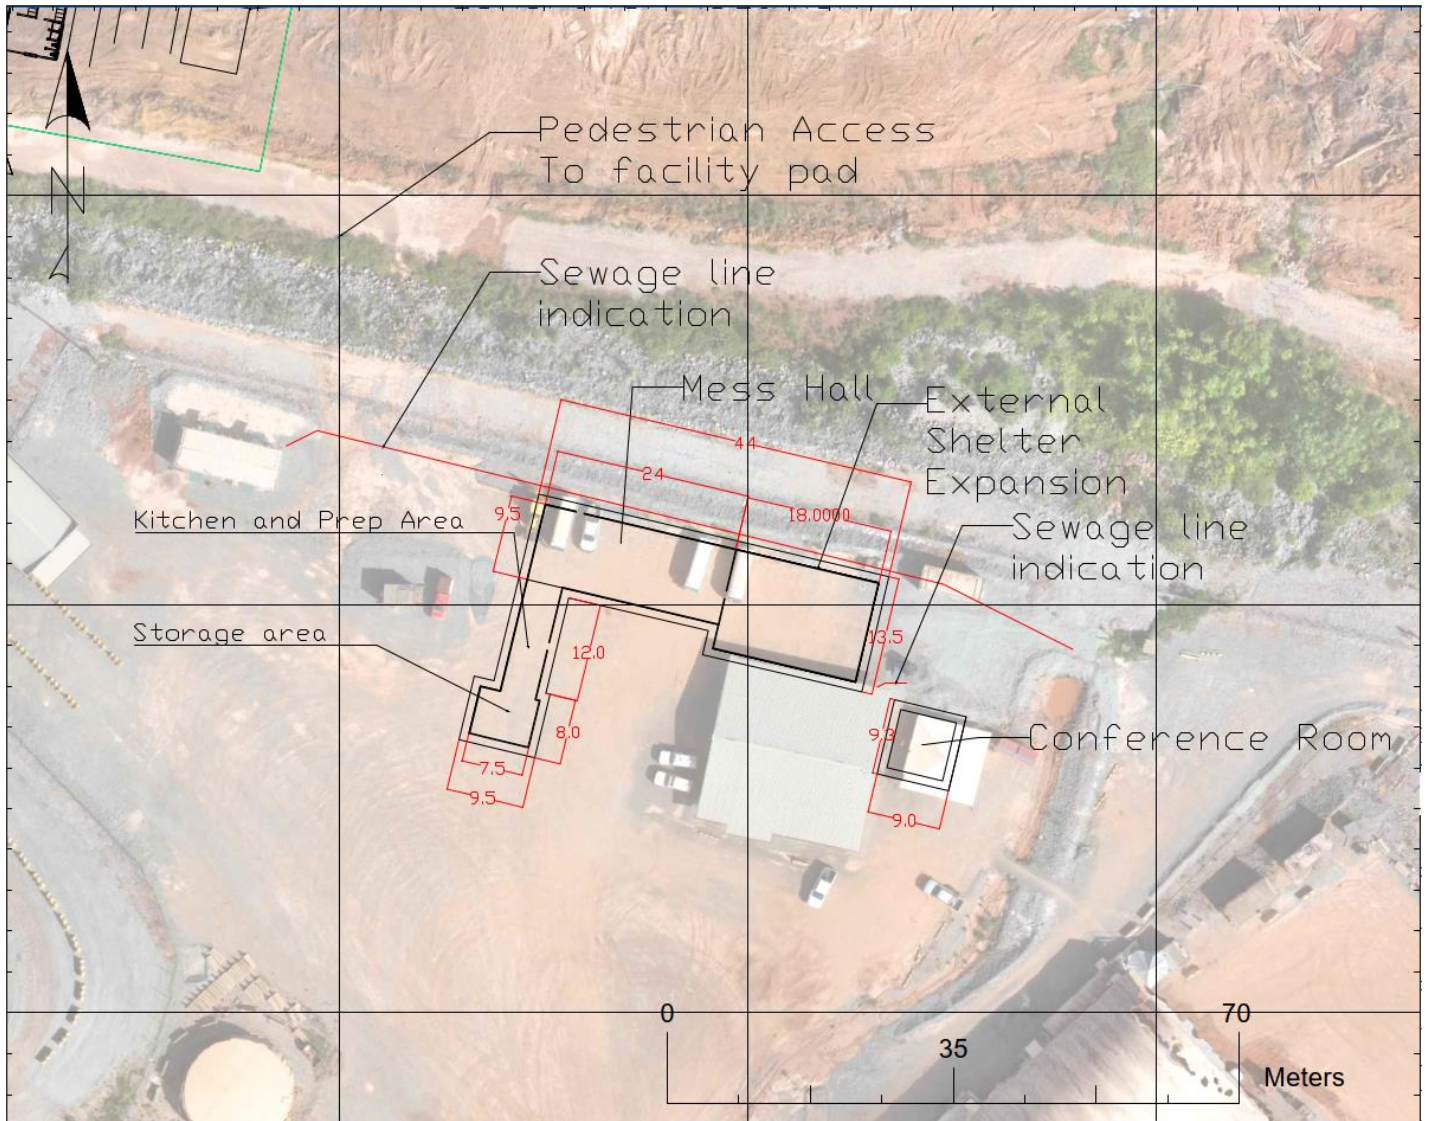 Pedestrian Access
To facility pad
N
Sewage line
indication
Mess Hall
External
Shelter
Expansion
44
24
18.0000
9.5
Kitchen and Prep Area
Sewage line
indication
Storage area
12.0
13.5
8.0
9.3
Conference Room
7.5
9.5
9.0
0
70
35
Meters